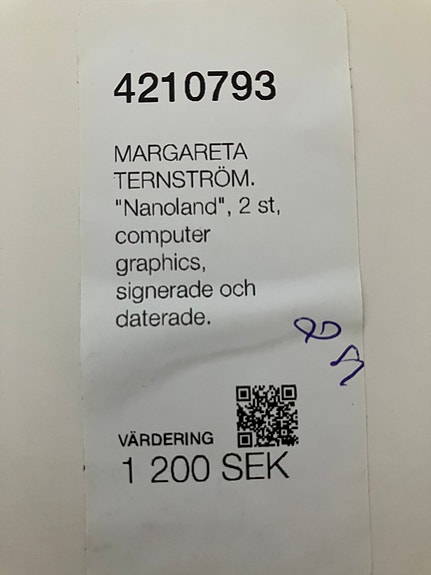 4210793
MARGARETA
TERNSTRÖM.
"Nanoland", 2 st,
computer
graphics,
signerade och
daterade.
VÄRDERING
1 200 SEK